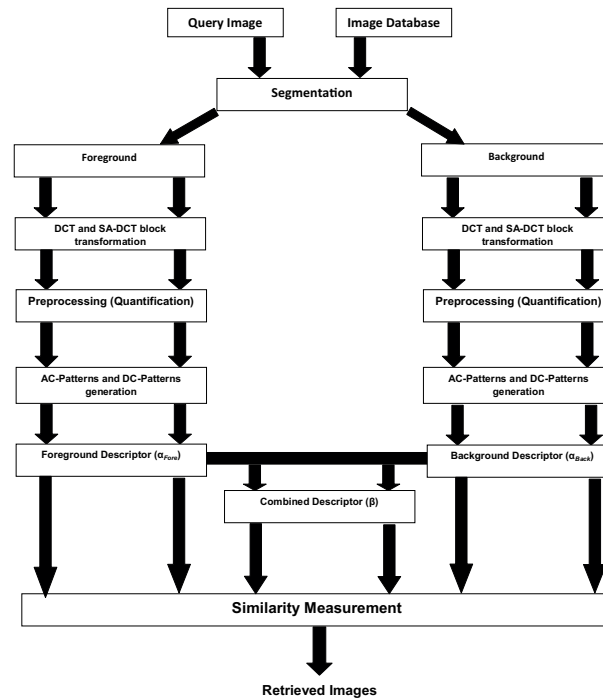 Query Image
Image Database
Segmentation
Foreground
Background
DCT and SA-DCT block
transformation
DCT and SA-DCT block
transformation
Preprocessing (Quantification)
Preprocessing (Quantification)
AC-Patterns and DC-Patterns
generation
AC-Patterns and DC-Patterns
generation
Foreground Descriptor (αFore)
Background Descriptor (αBack)
Combined Descriptor (β)
Similarity Measurement
Retrieved Images